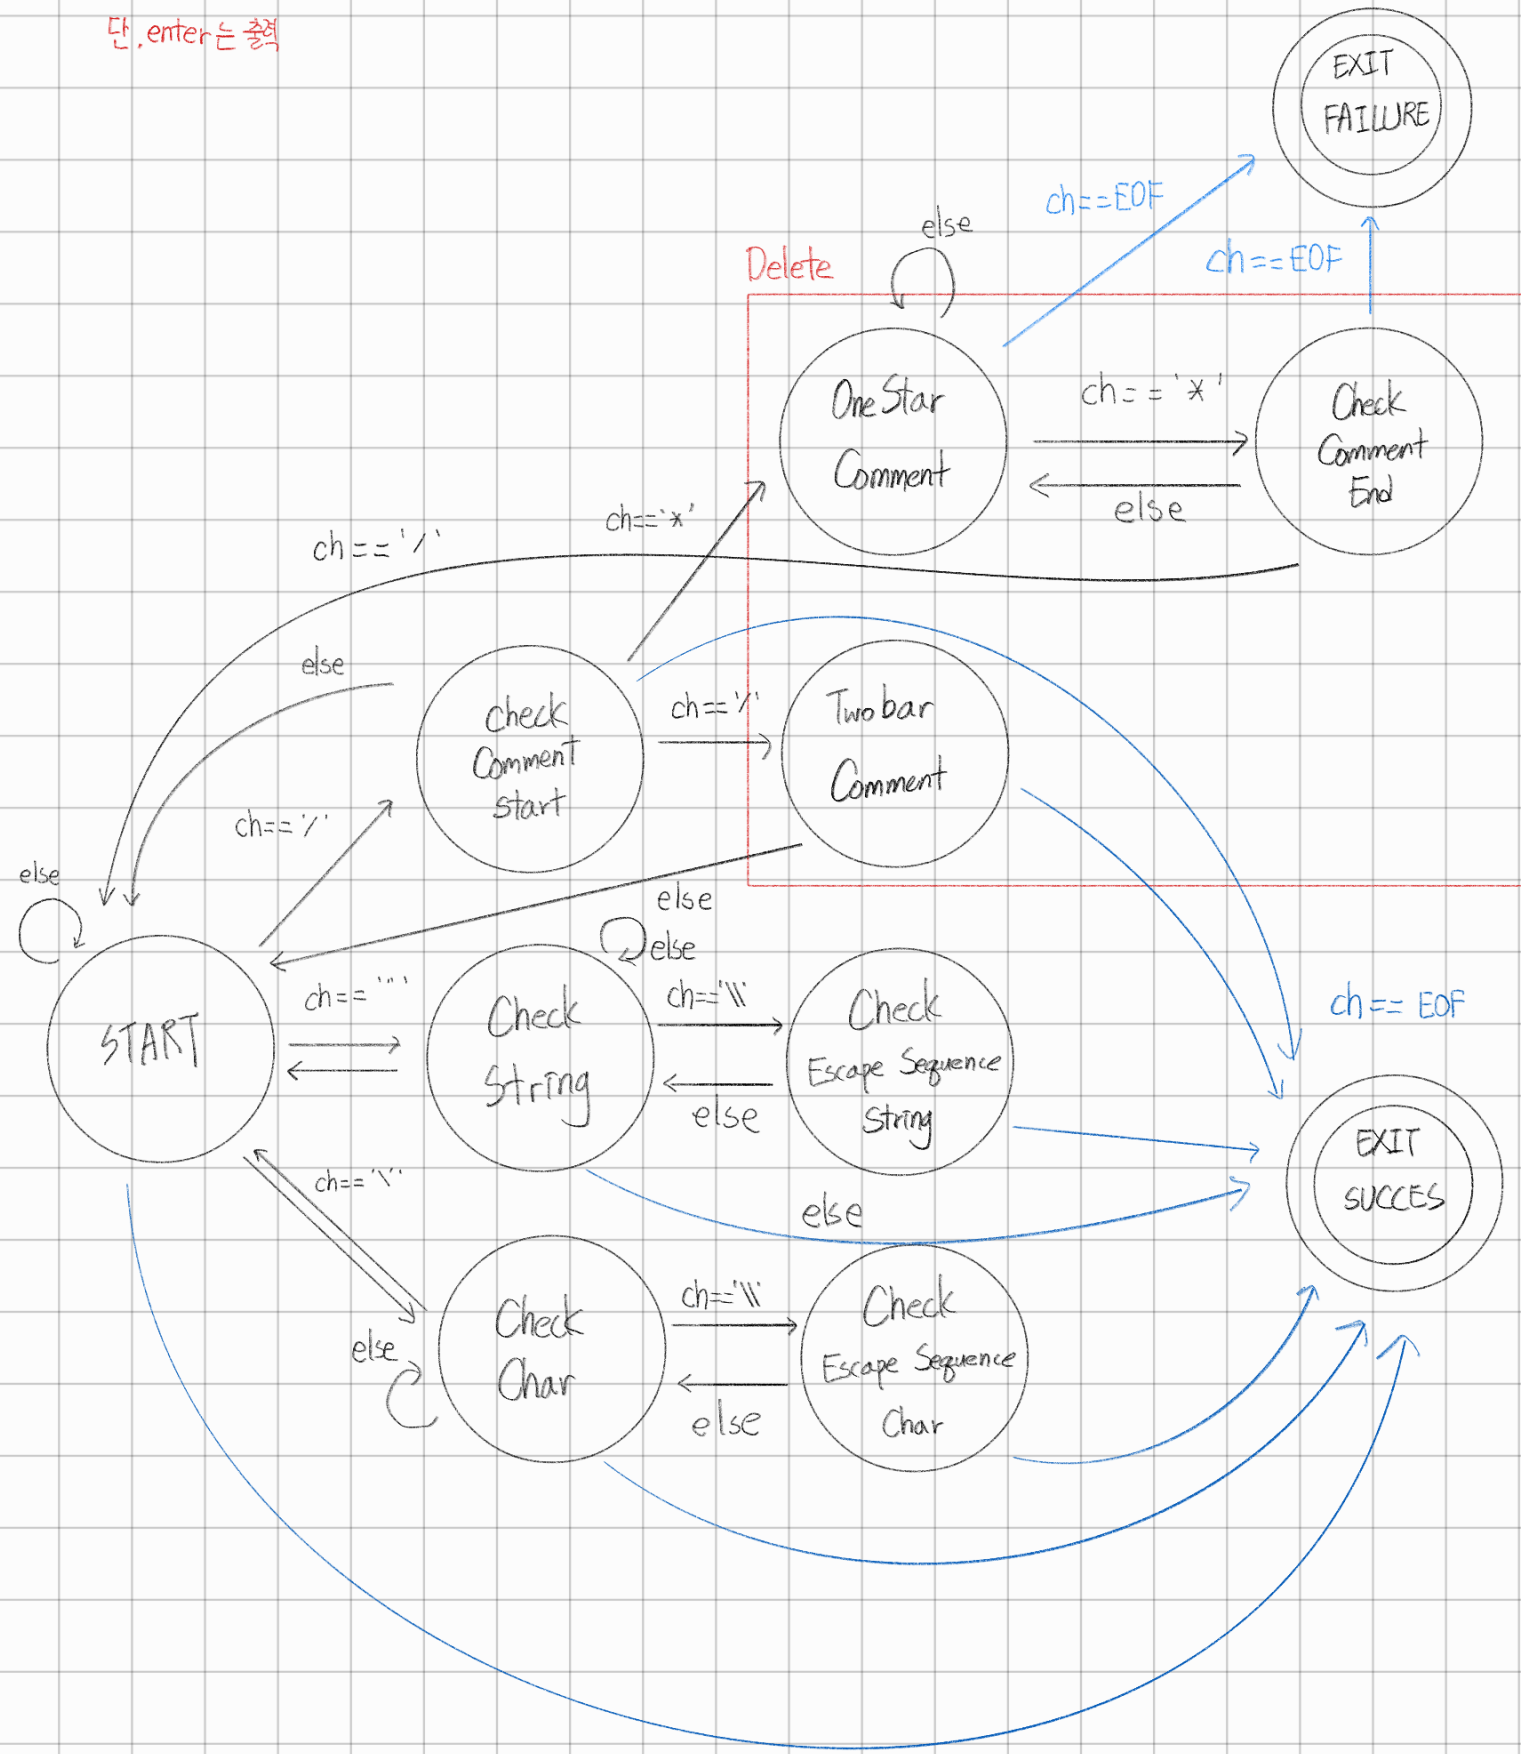 단, enter는 출력
EXIT
FAILURE
ch==EOF
ch==EOF
else
Delete
One Star
Comment
ch=='*'
else
Check
Comment
End
ch=='*'
ch=='/'
else
check
Comment
start
ch=='/'
Two bar
Comment
ch=='/'
else
else
else
START
ch=='"'
Check
String
ch=='\\'
else
Check
Escape Sequence
String
ch== EOF
EXIT
SUCCES
ch=='\''
else
else
Check
Char
ch=='\\'
else
Check
Escape Sequence
Char